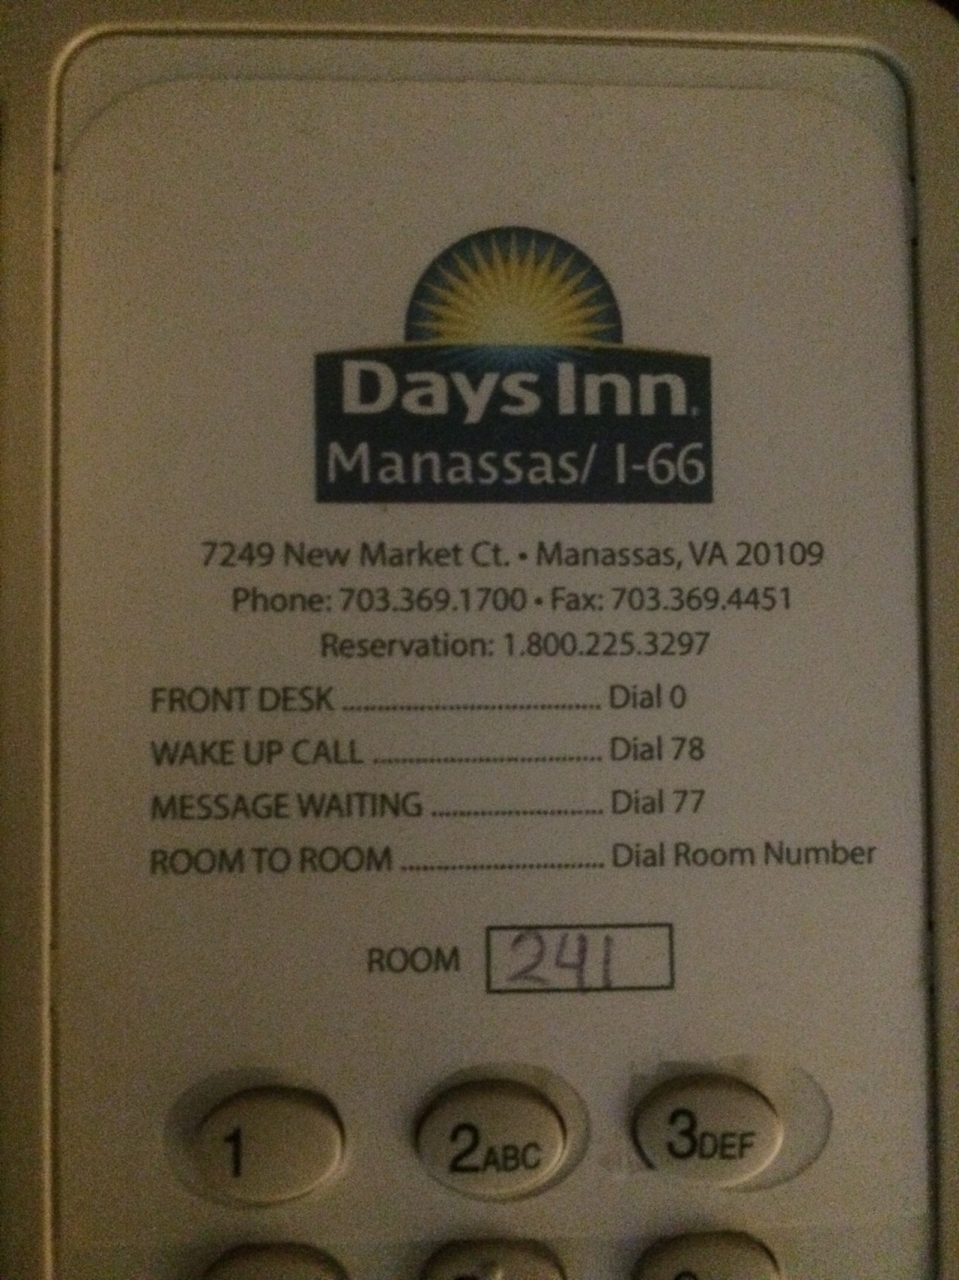 Days Inn.
Manassas/ I-66
7249 New Market Ct. • Manassas, VA 20109
Phone: 703.369.1700 • Fax: 703.369.4451
Reservation: 1.800.225.3297
FRONT DESK ................................. Dial 0
WAKE UP CALL ............................. Dial 78
MESSAGE WAITING ...................... Dial 77
ROOM TO ROOM .......................... Dial Room Number
ROOM 241
1 2ABC 3DEF